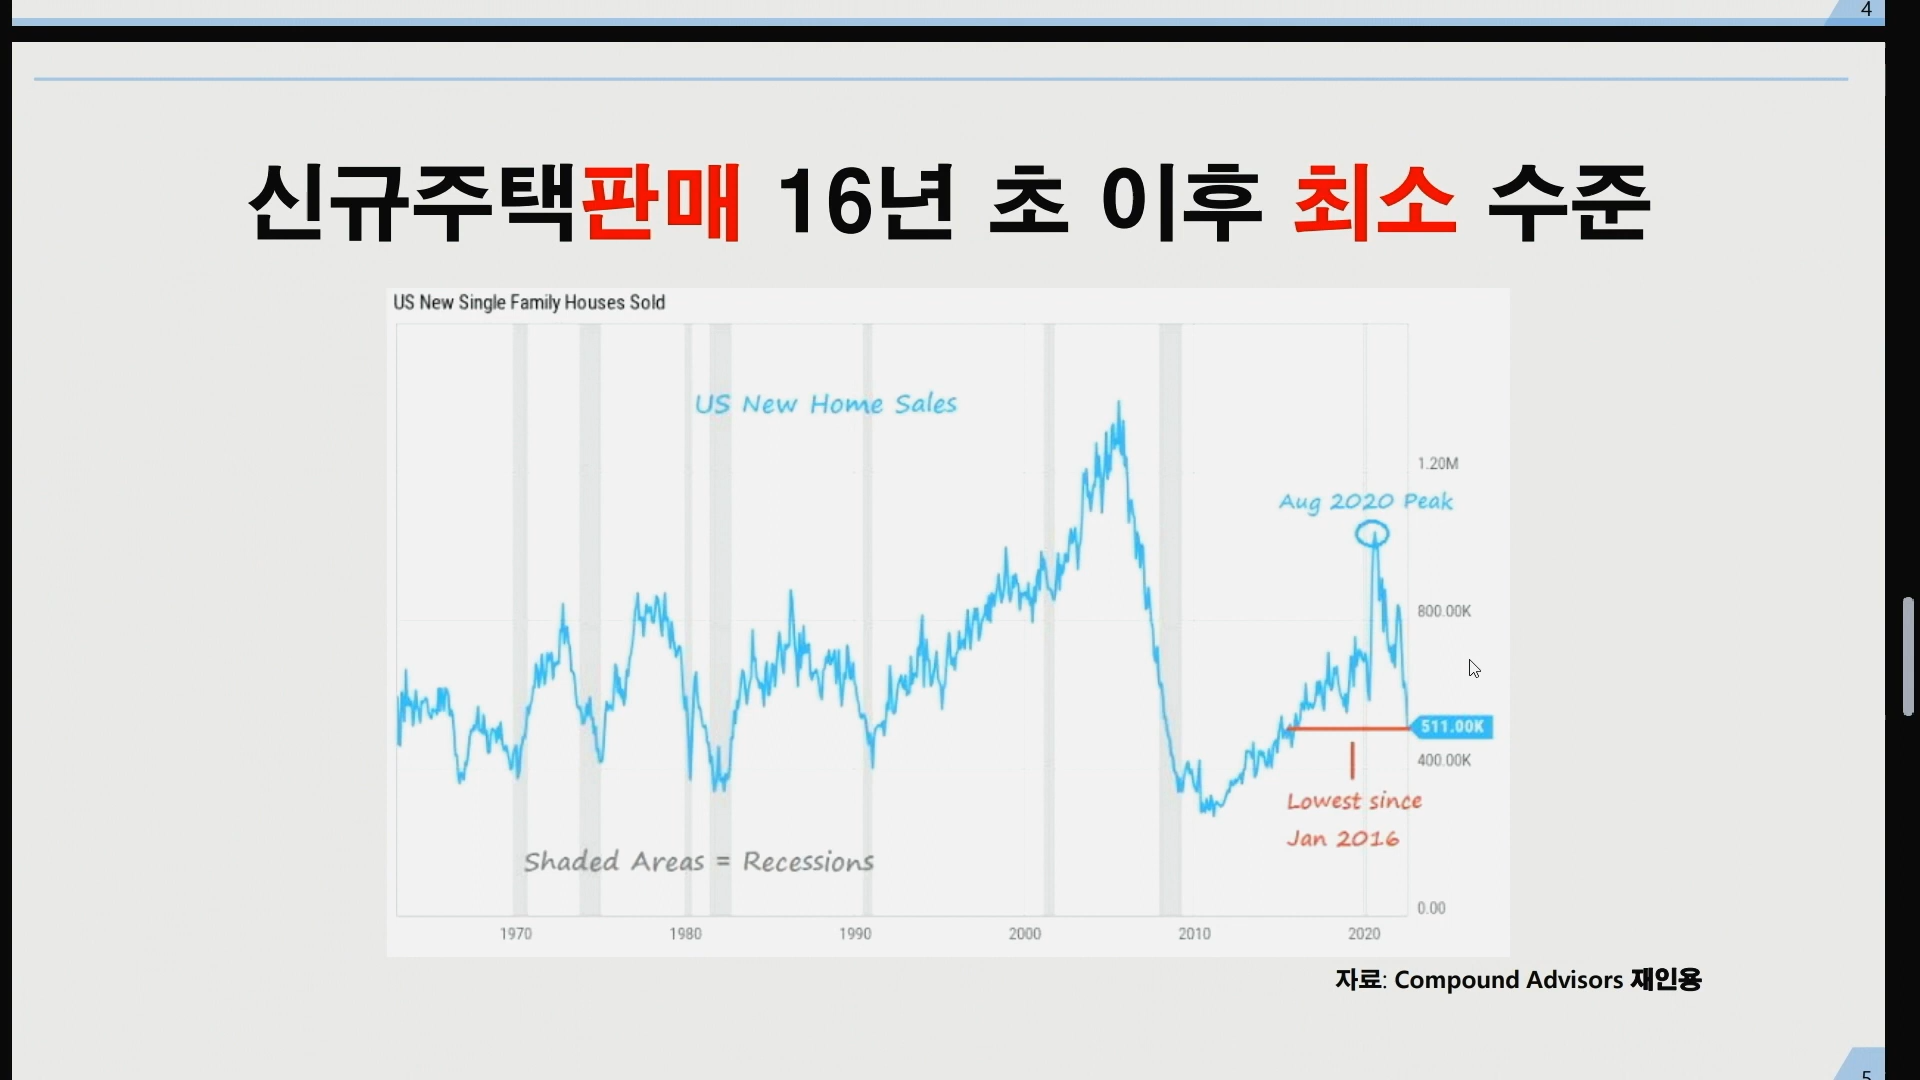 4
신규주택판매 16년 초 이후 최소 수준
US New Single Family Houses Sold
US New Home Sales
1.20M
Aug 2020 Peak
800.00K
511.00K
400.00K
Lowest since
Jan 2016
Shaded Areas = Recessions
0.00
1970 1980 1990 2000 2010 2020
자료: Compound Advisors 재인용
5